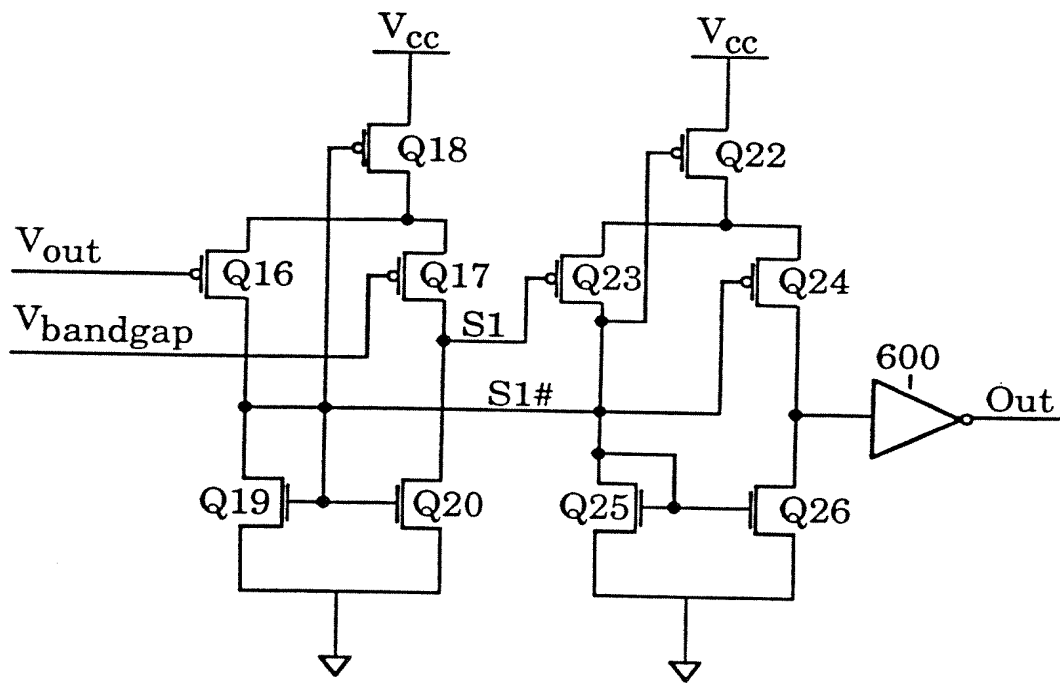 Vcc
Vcc
Q18
Q22
Vout
Q16
Q17
Q23
Q24
Vbandgap
S1
600
S1#
Out
Q19
Q20
Q25
Q26